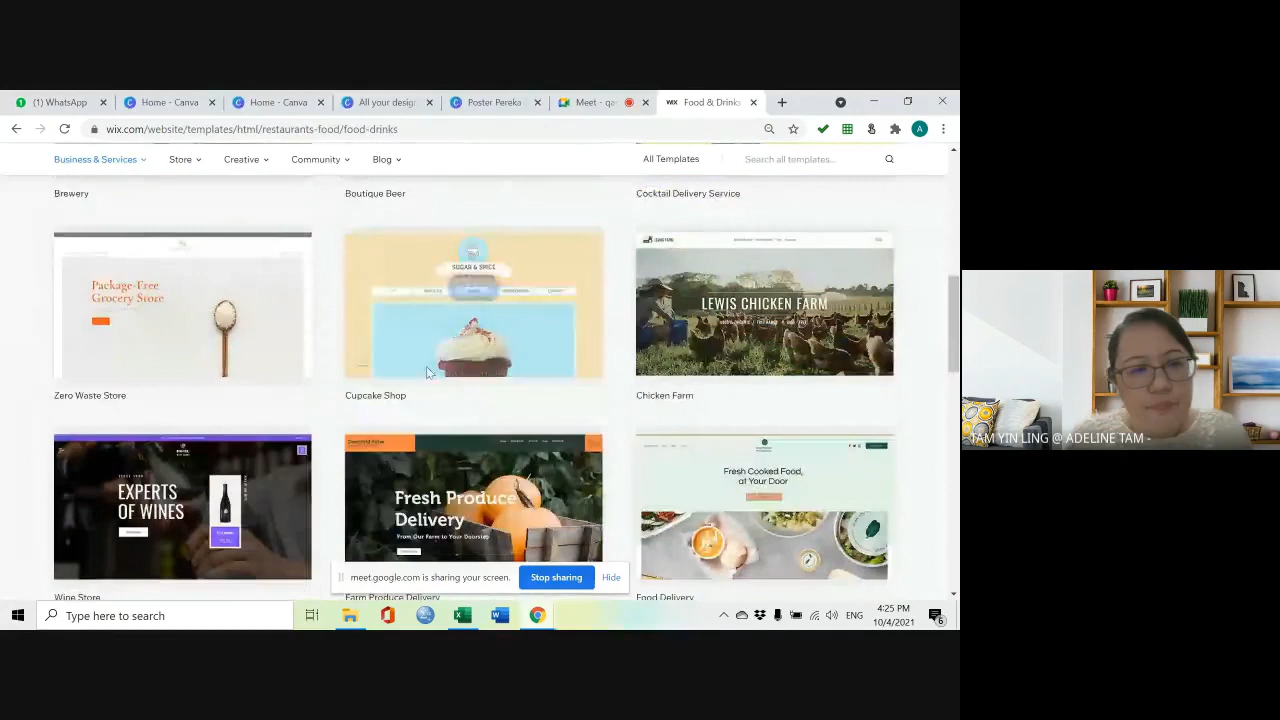 (1) WhatsApp
Home - Canva
Home - Canva
All your desig
Poster Pereka
Meet - qa
WIX Food & Drinks
wix.com/website/templates/html/restaurants-food/food-drinks
A
Business & Services
Store
Creative
Community
Blog
All Templates
Search all templates...
Brewery
Boutique Beer
Cocktail Delivery Service
Package-Free
Grocery Store
SUGAR & SPICE
LEWIS CHICKEN FARM
Zero Waste Store
Cupcake Shop
Chicken Farm
EXPERTS
OF WINES
Fresh Produce
Delivery
From Our Farm to Your Doorstep
Fresh Cooked Food,
at Your Door
meet.google.com is sharing your screen.
Stop sharing
Hide
Wine Store
Farm Produce Delivery
Food Delivery
Type here to search
ENG
4:25 PM
10/4/2021
6
TAM YIN LING @ ADELINE TAM -